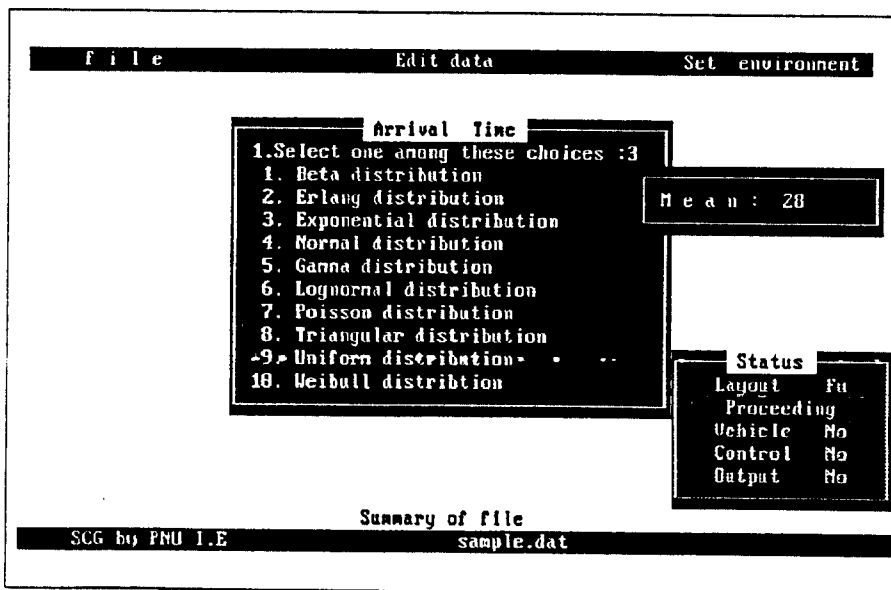 File Edit data Set environment
Arrival Time
1.Select one among these choices :3
1. Beta distribution
2. Erlang distribution
3. Exponential distribution
4. Normal distribution
5. Gamma distribution
6. Lognormal distribution
7. Poisson distribution
8. Triangular distribution
9. Uniform distribution
10. Weibull distribtion
Mean: 28
Status
Layout Fu
Proceeding
Vehicle No
Control No
Output No
Summary of file
SCG by PNU I.E sample.dat